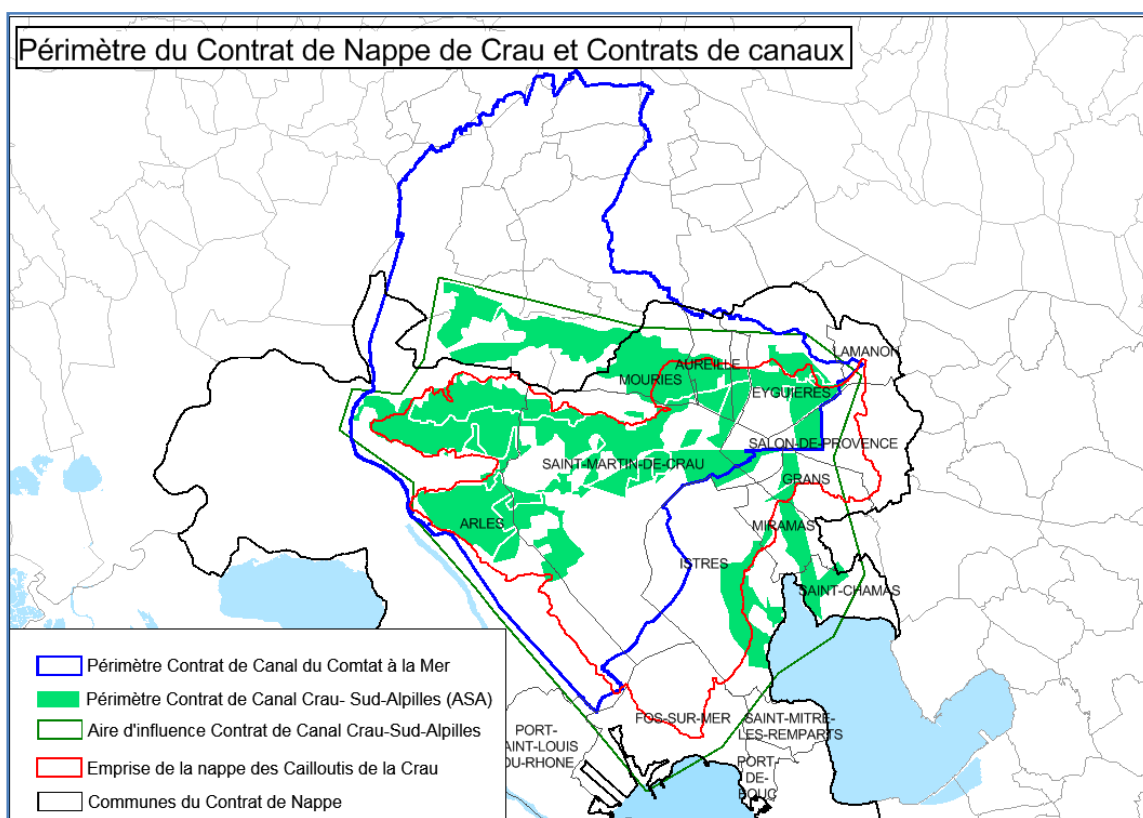 Périmètre du Contrat de Nappe de Crau et Contrats de canaux
LAMANON
AUREILLE
MOURIES
EYGUIERES
SALON-DE-PROVENCE
SAINT-MARTIN-DE-CRAU
GRANS
ARLES
MIRAMAS
ISTRES
SAINT-CHAMAS
FOS-SUR-MER
SAINT-MITRE-
LES-REMPARTS
PORT-
SAINT-LOUIS
DU-RHONE
PORT-
DE-
BOUC
Périmètre Contrat de Canal du Comtat à la Mer
Périmètre Contrat de Canal Crau- Sud-Alpilles (ASA)
Aire d'influence Contrat de Canal Crau-Sud-Alpilles
Emprise de la nappe des Cailloutis de la Crau
Communes du Contrat de Nappe